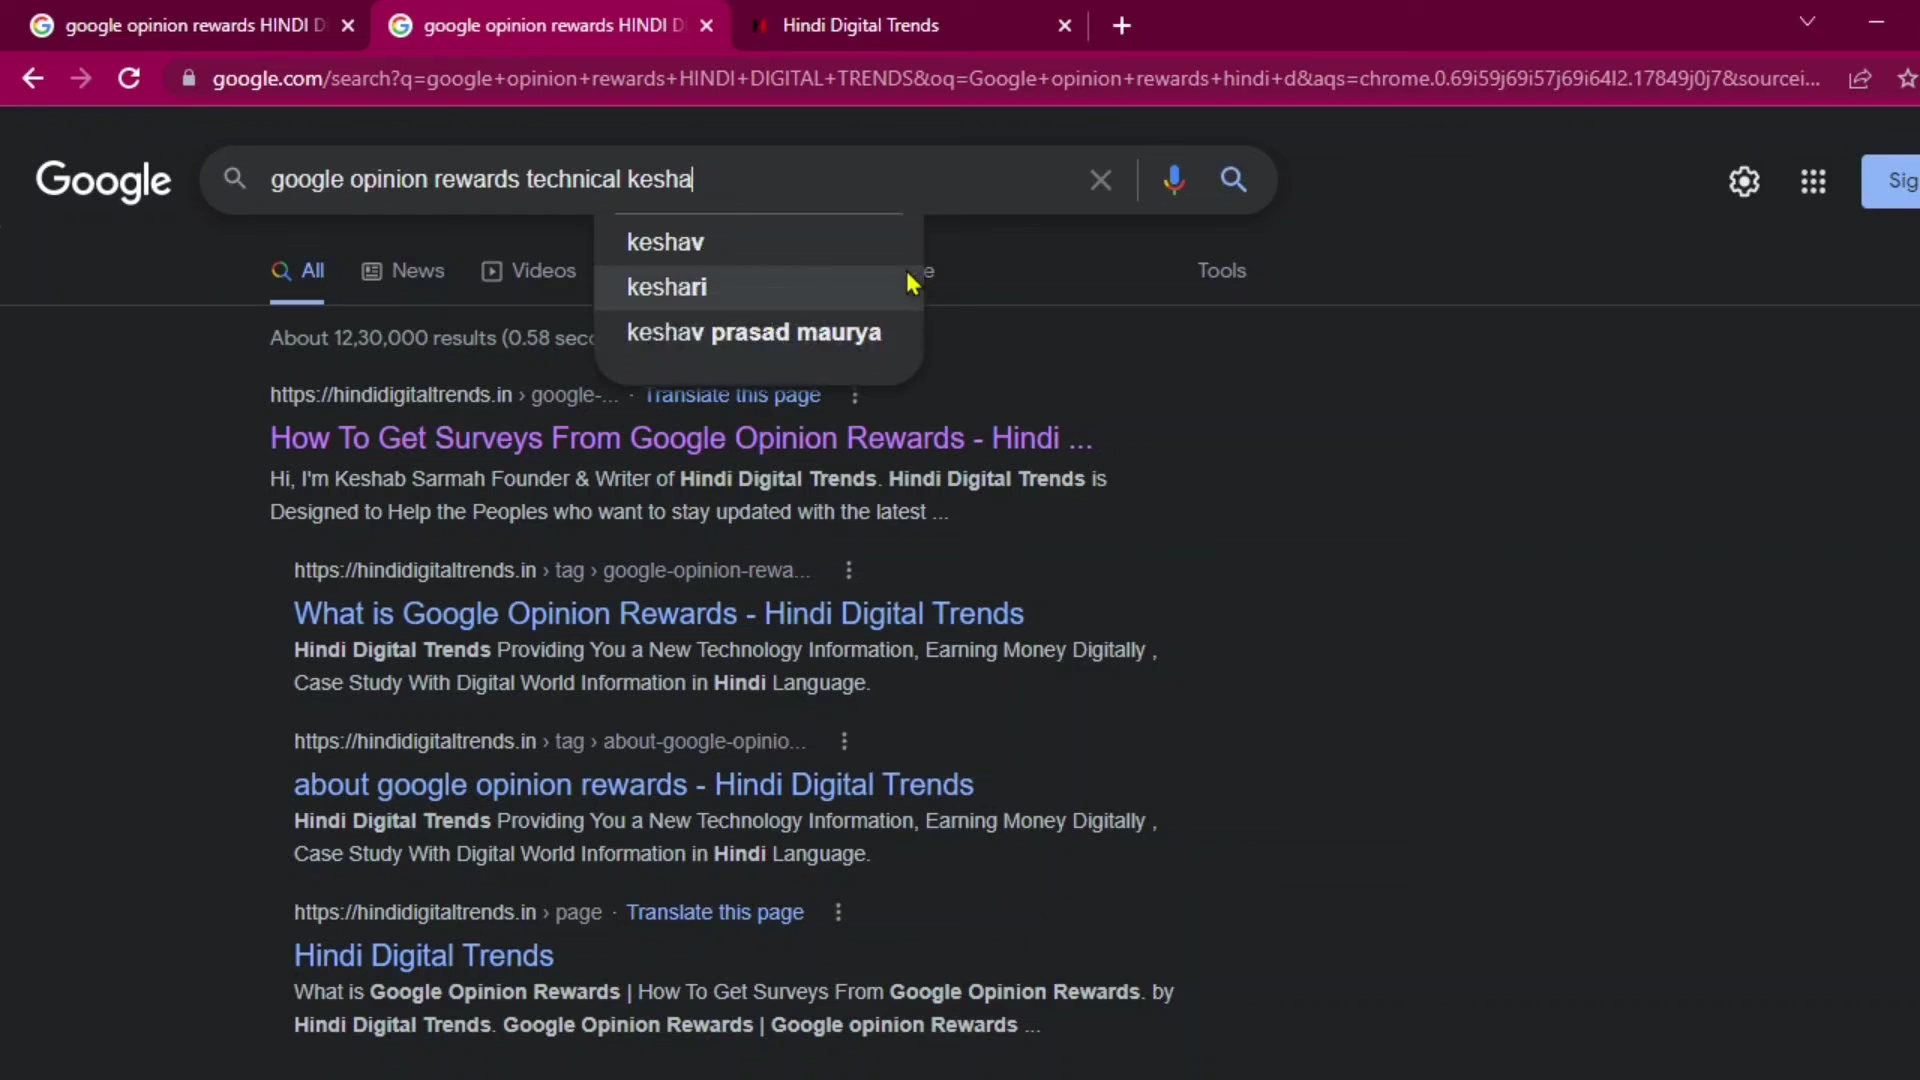 google opinion rewards HINDI D
google opinion rewards HINDI D
Hindi Digital Trends
google.com/search?q=google+opinion+rewards+HINDI+DIGITAL+TRENDS&oq=Google+opinion+rewards+hindi+d&aqs=chrome.0.69i59j69i57j69i64l2.17849j0j7&sourcei...
Google
google opinion rewards technical kesha
Sig
keshav
keshari
keshav prasad maurya
All
News
Videos
e
Tools
About 12,30,000 results (0.58 seco
https://hindidigitaltrends.in › google-... · Translate this page
How To Get Surveys From Google Opinion Rewards - Hindi ...
Hi, I'm Keshab Sarmah Founder & Writer of Hindi Digital Trends. Hindi Digital Trends is
Designed to Help the Peoples who want to stay updated with the latest ...
https://hindidigitaltrends.in › tag › google-opinion-rewa...
What is Google Opinion Rewards - Hindi Digital Trends
Hindi Digital Trends Providing You a New Technology Information, Earning Money Digitally ,
Case Study With Digital World Information in Hindi Language.
https://hindidigitaltrends.in › tag › about-google-opinio...
about google opinion rewards - Hindi Digital Trends
Hindi Digital Trends Providing You a New Technology Information, Earning Money Digitally ,
Case Study With Digital World Information in Hindi Language.
https://hindidigitaltrends.in › page · Translate this page
Hindi Digital Trends
What is Google Opinion Rewards | How To Get Surveys From Google Opinion Rewards. by
Hindi Digital Trends. Google Opinion Rewards | Google opinion Rewards ...